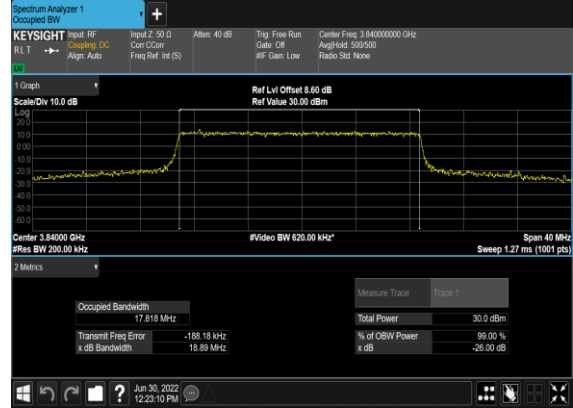 Spectrum Analyzer 1
Occupied BW
+
KEYSIGHT Input: RF Input Z: 50 Ω Atten: 40 dB Trig: Free Run Center Freq: 3.840000000 GHz
RLT Coupling: DC Corr CCorr Gate: Off Avg|Hold: 500/500
Align: Auto Freq Ref: Int (S) #IF Gain: Low Radio Std: None
1 Graph Ref Lvl Offset 8.60 dB
Scale/Div 10.0 dB Ref Value 30.00 dBm
Log
20.0
10.0
0.00
-10.0
-20.0
-30.0
-40.0
-50.0
-60.0
Center 3.84000 GHz #Video BW 620.00 kHz* Span 40 MHz
#Res BW 200.00 kHz Sweep 1.27 ms (1001 pts)
2 Metrics
Measure Trace Trace 1
Occupied Bandwidth
17.818 MHz Total Power 30.0 dBm
Transmit Freq Error -188.18 kHz % of OBW Power 99.00 %
x dB Bandwidth 18.89 MHz x dB -26.00 dB
? Jun 30, 2022
12:23:10 PM